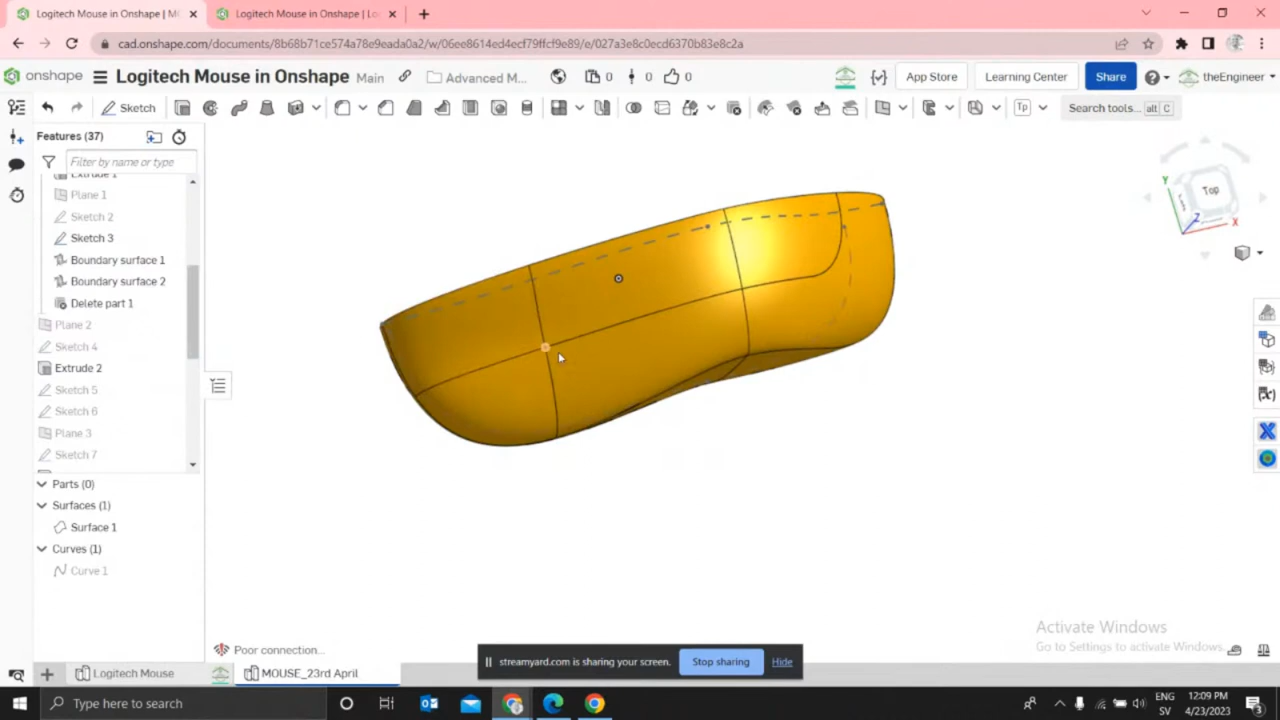 Logitech Mouse in Onshape | M
Logitech Mouse in Onshape | Lo
cad.onshape.com/documents/8b68b71ce574a78e9eada0a2/w/06ee8614ed4ecf79ffcf9e89/e/027a3e8c0ecd6370b83e8c2a
onshape Logitech Mouse in Onshape Main Advanced M... 0 0 0 App Store Learning Center Share theEngineer
Sketch Tp Search tools... alt C
Features (37)
Filter by name or type
Extrude 1
Plane 1
Sketch 2
Sketch 3
Boundary surface 1
Boundary surface 2
Delete part 1
Plane 2
Sketch 4
Extrude 2
Sketch 5
Sketch 6
Plane 3
Sketch 7
Parts (0)
Surfaces (1)
Surface 1
Curves (1)
Curve 1
Top
Y
Z
X
(x)
Activate Windows
Go to Settings to activate Windows.
Poor connection...
streamyard.com is sharing your screen. Stop sharing Hide
Logitech Mouse MOUSE_23rd April
Type here to search
ENG 12:09 PM
SV 4/23/2023
3